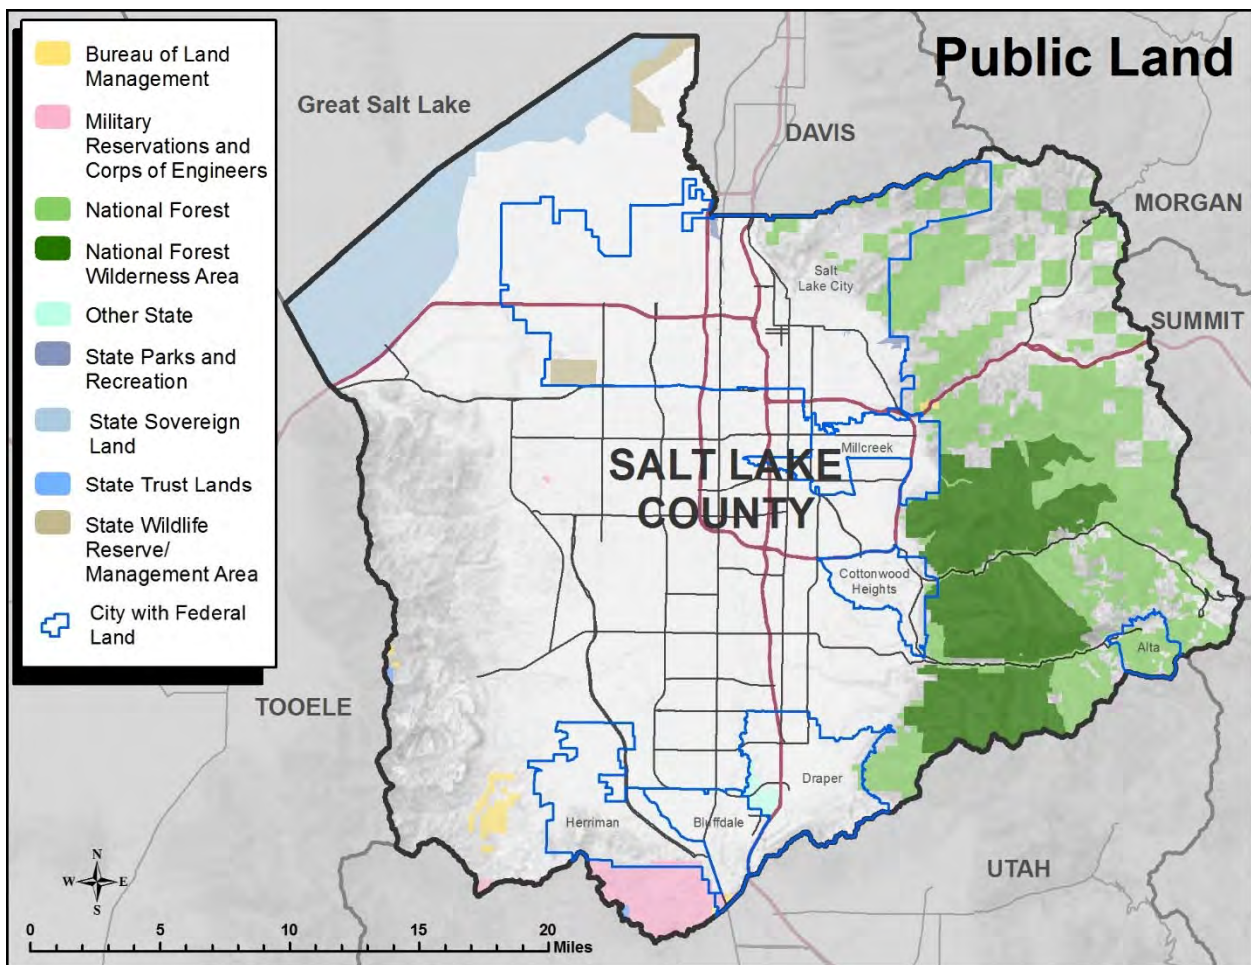 Public Land
Bureau of Land
Management
Military
Reservations and
Corps of Engineers
National Forest
National Forest
Wilderness Area
Other State
State Parks and
Recreation
State Sovereign
Land
State Trust Lands
State Wildlife
Reserve/
Management Area
City with Federal
Land
Great Salt Lake
DAVIS
MORGAN
SUMMIT
Salt
Lake City
Millcreek
SALT LAKE
COUNTY
Cottonwood
Heights
Alta
TOOELE
Draper
Herriman
Bluffdale
UTAH
N
W E
S
0 5 10 15 20
Miles